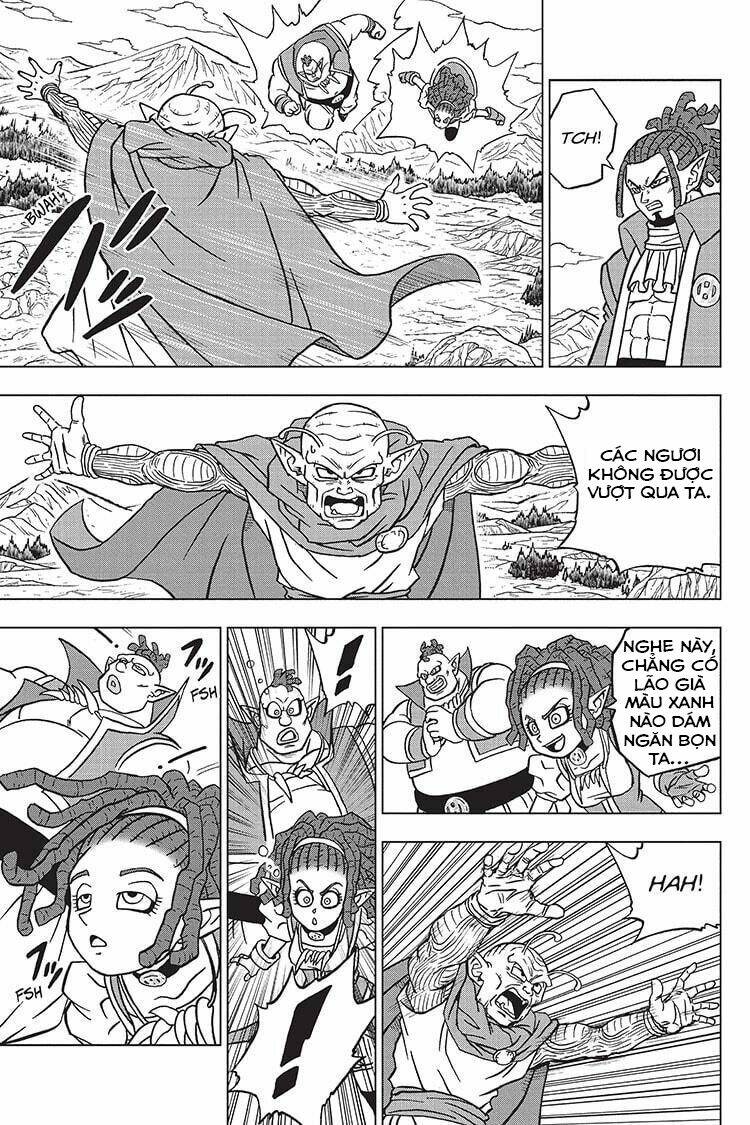 TCH!
BWAH
CÁC NGƯƠI
KHÔNG ĐƯỢC
VƯỢT QUA TA.
NGHE NÀY,
CHẲNG CÓ
LÃO GIÀ
MÀU XANH
NÀO DÁM
NGĂN BỌN
TA...
!
FSH
HAH!
!
FSH